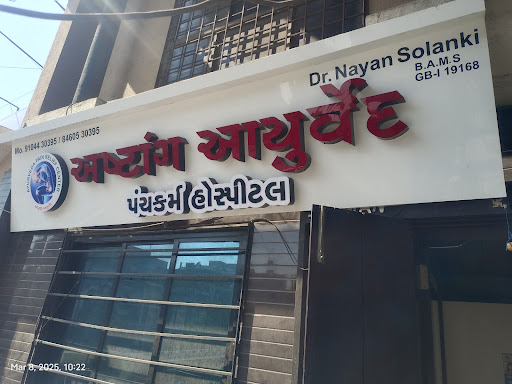 Dr. Nayan Solanki
B.A.M.S
GB-I 19168
Mo. 91044 30395 / 84605 30395
અષ્ટાંગ આયુર્વેદ
પંચકર્મ હોસ્પીટલ
Mar 8, 2025, 10:22